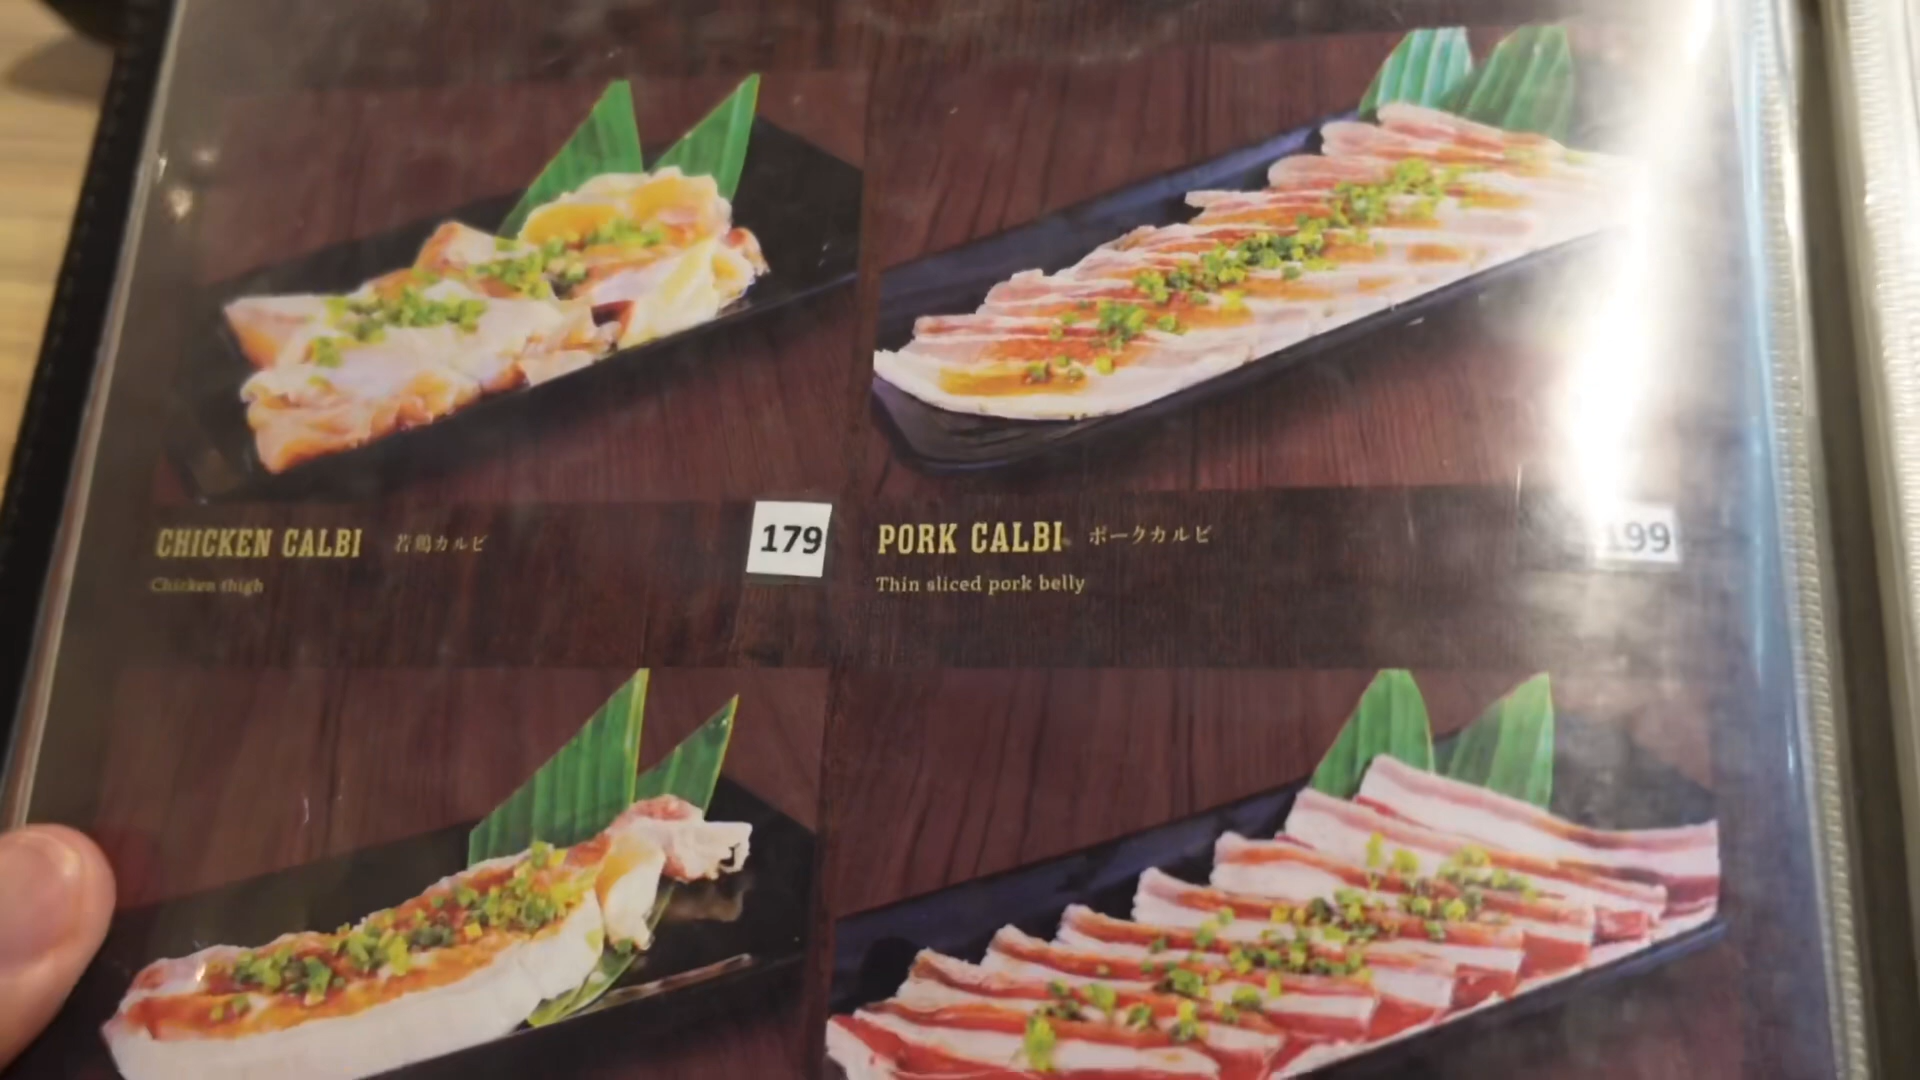 CHICKEN CALBI 若鶏カルビ 179
Chicken thigh
PORK CALBI ポークカルビ 199
Thin sliced pork belly